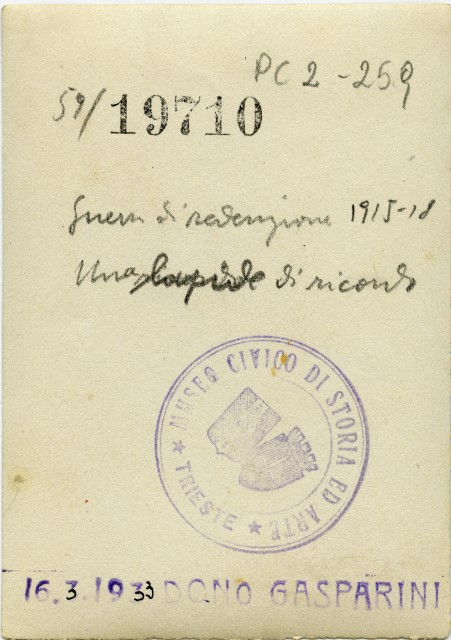 PC 2 - 259
59/ 19710
Guerra di redenzione 1915-18
Una lapide di ricordo
★ MUSEO CIVICO DI STORIA ED ARTE ★ TRIESTE
16.3.1933 DONO GASPARINI